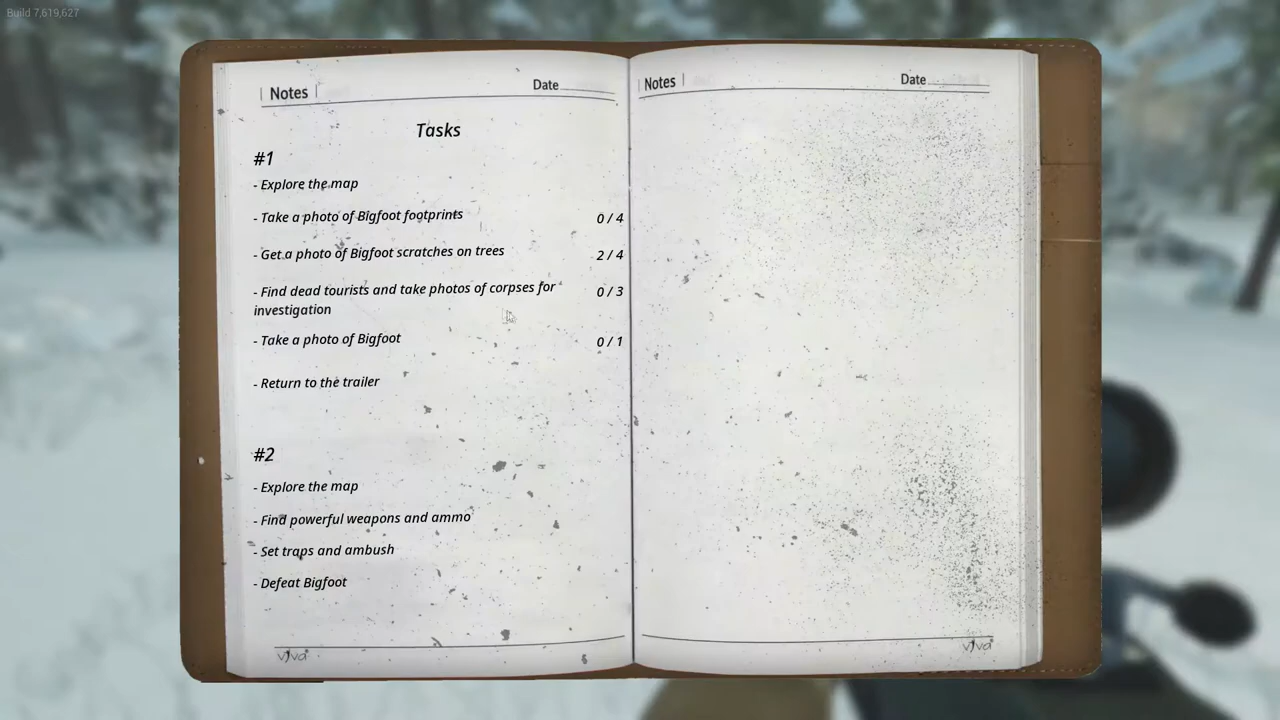 Build 7,619,627
Notes
Date
Notes
Date
Tasks
#1
- Explore the map
- Take a photo of Bigfoot footprints 0 / 4
- Get a photo of Bigfoot scratches on trees 2 / 4
- Find dead tourists and take photos of corpses for 0 / 3
investigation
- Take a photo of Bigfoot 0 / 1
- Return to the trailer
#2
- Explore the map
- Find powerful weapons and ammo
- Set traps and ambush
- Defeat Bigfoot
viva
viva